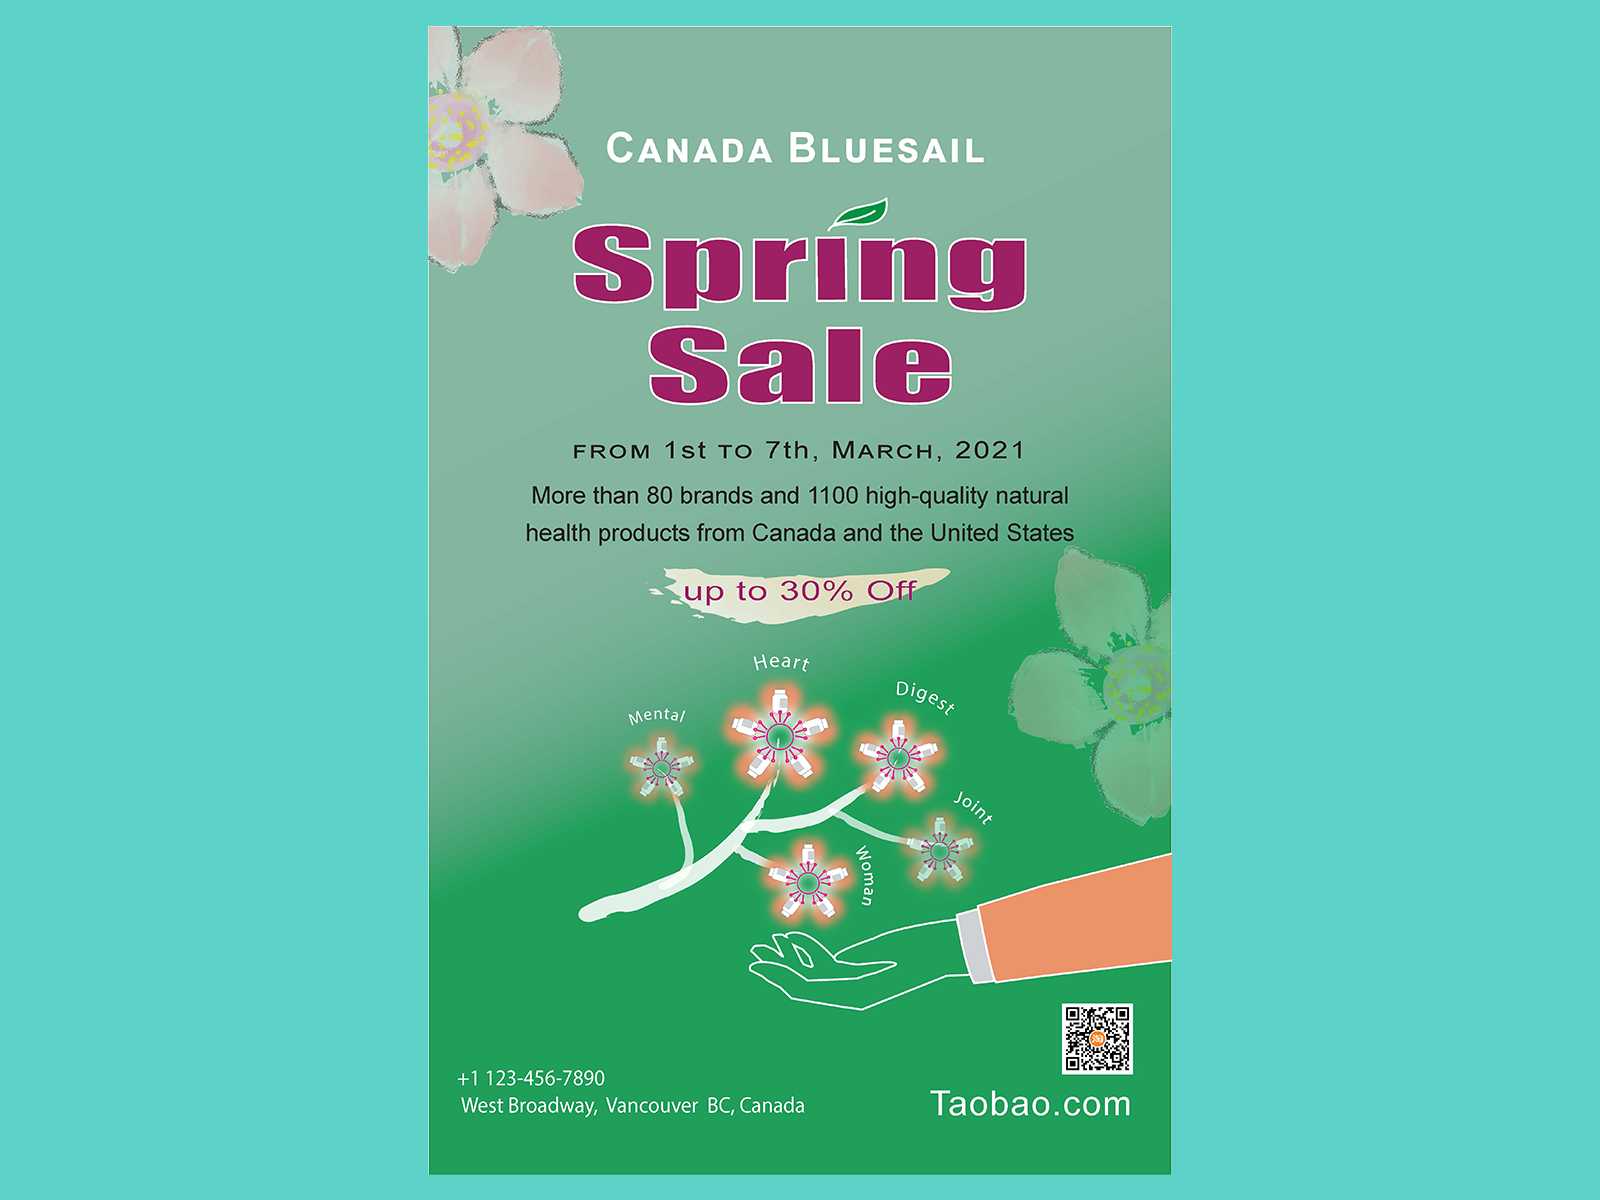 CANADA BLUESAIL
Spring
Sale
FROM 1st TO 7th, MARCH, 2021
More than 80 brands and 1100 high-quality natural
health products from Canada and the United States
up to 30% Off
Heart
Digest
Mental
Joint
Woman
+1 123-456-7890
West Broadway, Vancouver BC, Canada
Taobao.com